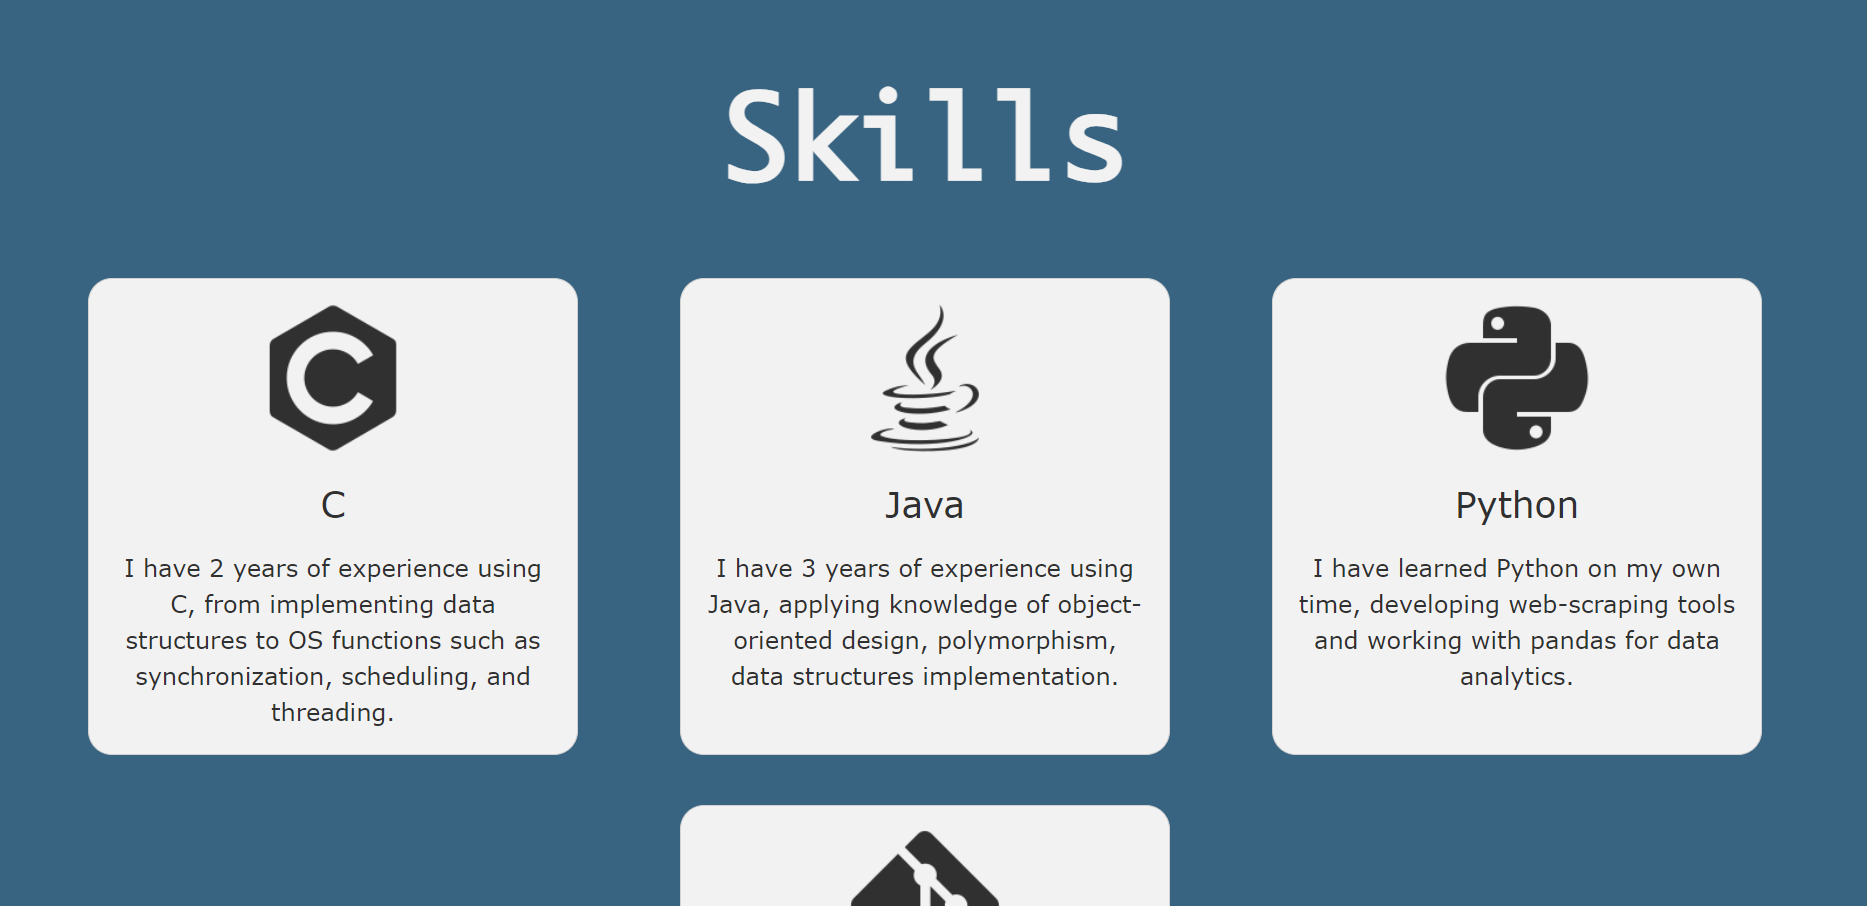 Skills
C
I have 2 years of experience using
C, from implementing data
structures to OS functions such as
synchronization, scheduling, and
threading.
Java
I have 3 years of experience using
Java, applying knowledge of object-
oriented design, polymorphism,
data structures implementation.
Python
I have learned Python on my own
time, developing web-scraping tools
and working with pandas for data
analytics.